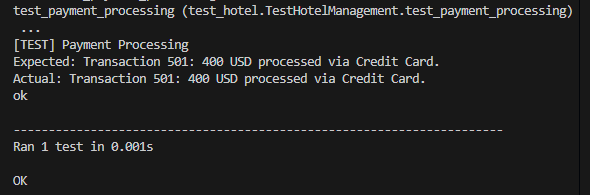 test_payment_processing (test_hotel.TestHotelManagement.test_payment_processing)
...
[TEST] Payment Processing
Expected: Transaction 501: 400 USD processed via Credit Card.
Actual: Transaction 501: 400 USD processed via Credit Card.
ok
----------------------------------------------------------------------
Ran 1 test in 0.001s
OK